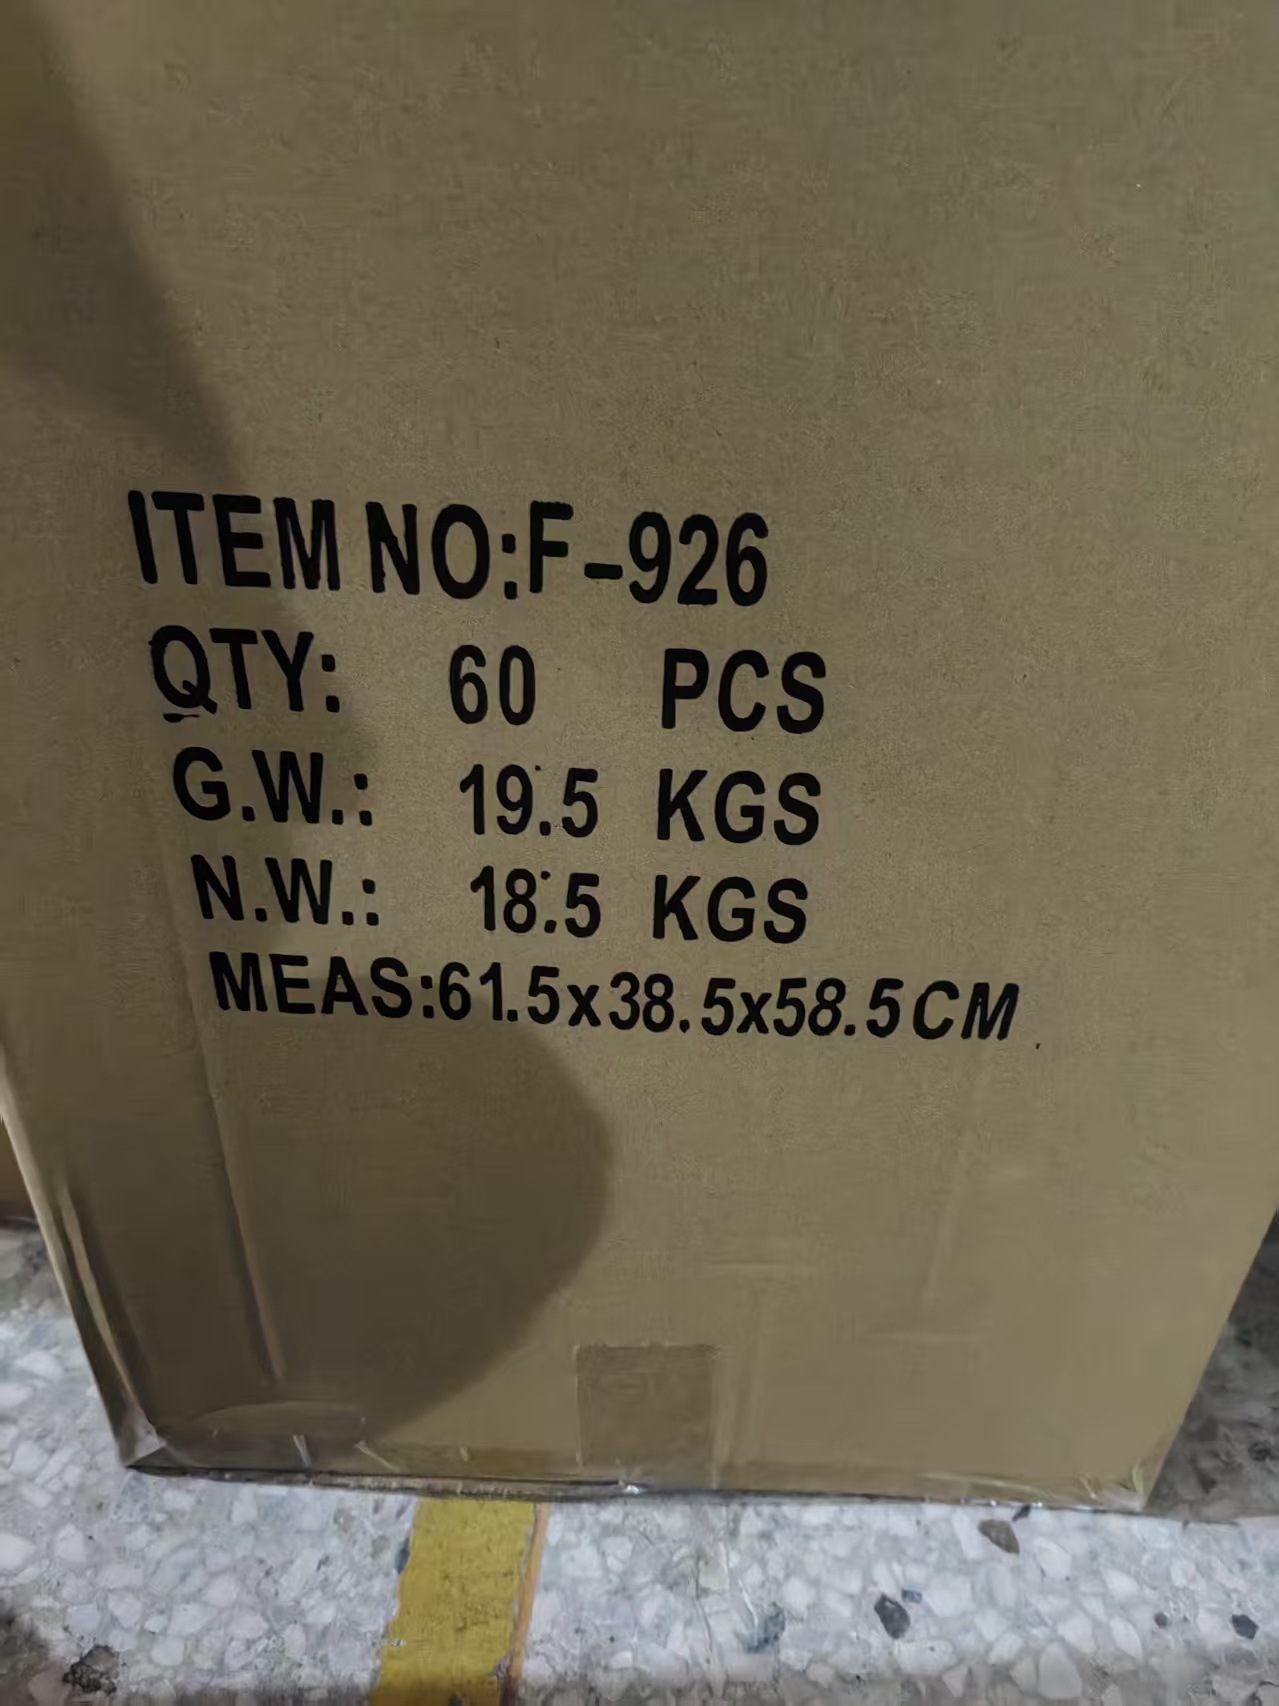 ITEM NO:F-926
QTY: 60 PCS
G.W.: 19.5 KGS
N.W.: 18.5 KGS
MEAS:61.5x38.5x58.5CM